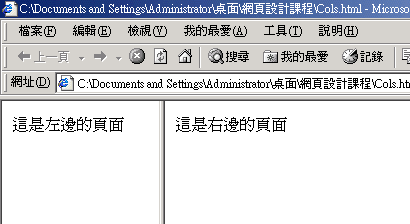 C:\Documents and Settings\Administrator\桌面\網頁設計課程\Cols.html - Microso
檔案(F) 編輯(E) 檢視(V) 我的最愛(A) 工具(T) 說明(H)
上一頁 搜尋 我的最愛 記錄
網址(D) C:\Documents and Settings\Administrator\桌面\網頁設計課程\Cols.h
這是左邊的頁面 這是右邊的頁面